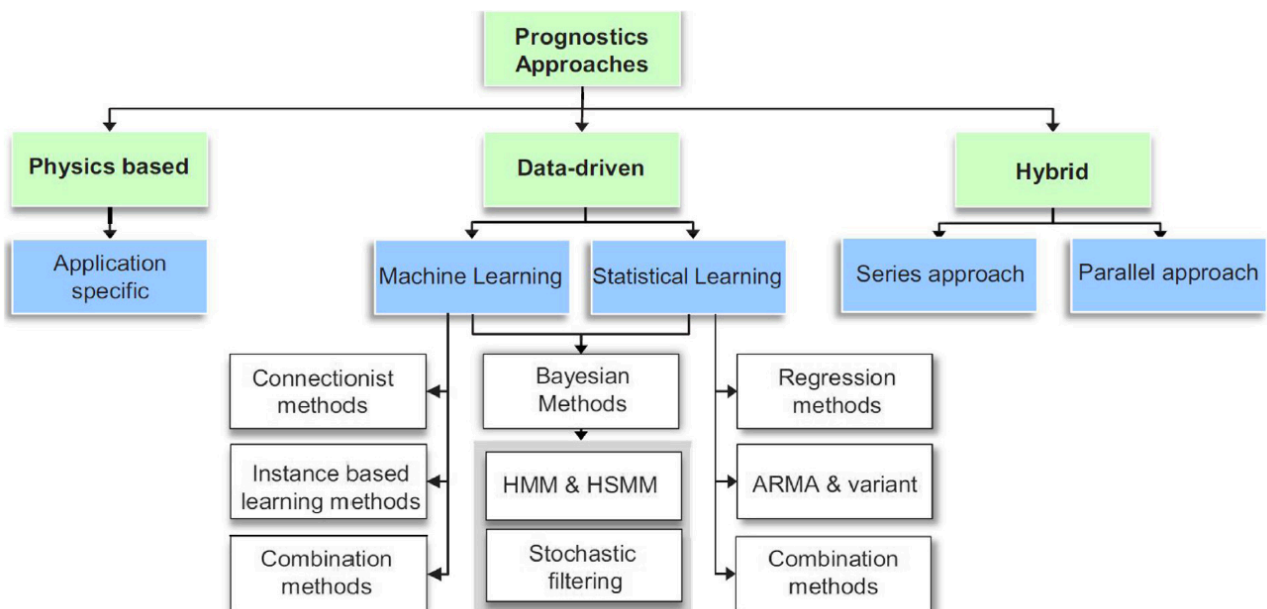 Prognostics
Approaches
Physics based
Data-driven
Hybrid
Application
specific
Machine Learning
Statistical Learning
Series approach
Parallel approach
Connectionist
methods
Bayesian
Methods
Regression
methods
Instance based
learning methods
HMM & HSMM
ARMA & variant
Combination
methods
Stochastic
filtering
Combination
methods